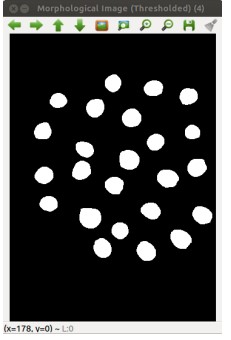 Morphological Image (Thresholded) (4)
(x=178, y=0) ~ L:0